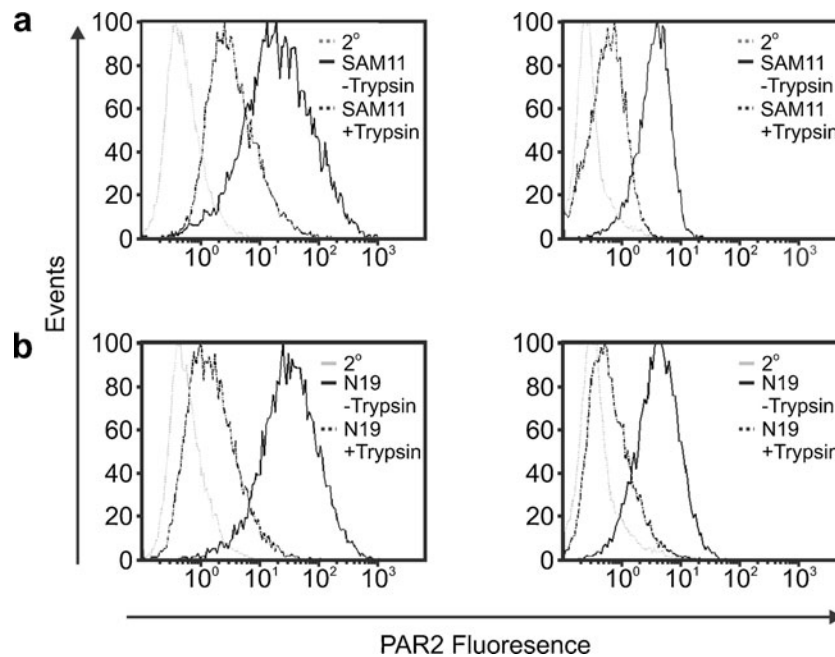 a
100
80
60
40
20
0
2°
SAM11
-Trypsin
SAM11
+Trypsin
10⁰ 10¹ 10² 10³
100
80
60
40
20
0
2°
SAM11
-Trypsin
SAM11
+Trypsin
10⁰ 10¹ 10² 10³
Events
b
100
80
60
40
20
0
2°
N19
-Trypsin
N19
+Trypsin
10⁰ 10¹ 10² 10³
100
80
60
40
20
0
2°
N19
-Trypsin
N19
+Trypsin
10⁰ 10¹ 10² 10³
PAR2 Fluoresence